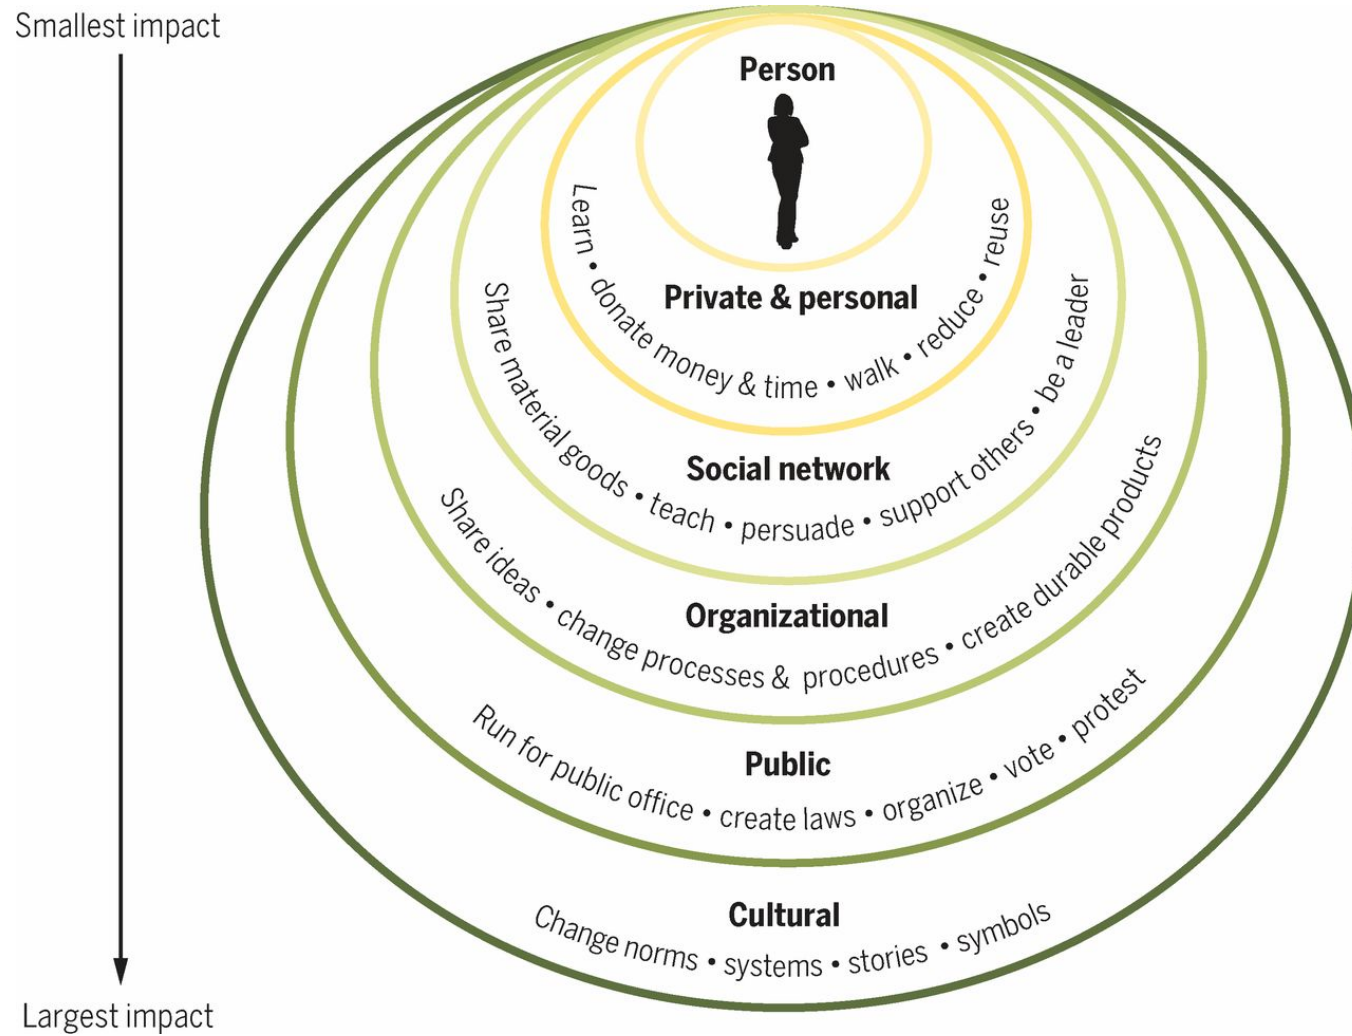 Smallest impact
Person
Private & personal
Learn • donate money & time • walk • reduce • reuse
Social network
Share material goods • teach • persuade • support others • be a leader
Organizational
Share ideas • change processes & procedures • create durable products
Public
Run for public office • create laws • organize • vote • protest
Cultural
Change norms • systems • stories • symbols
Largest impact